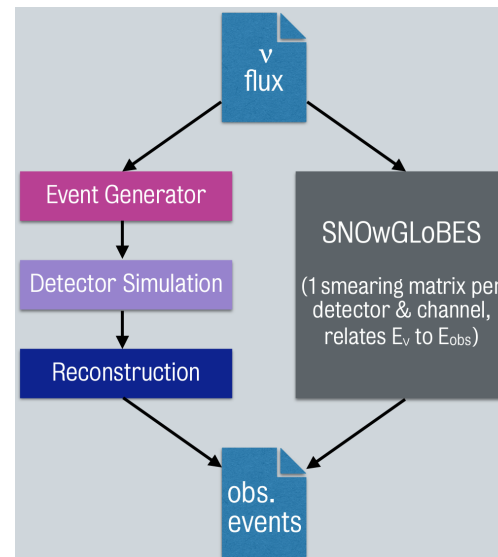 ν
flux
Event Generator
Detector Simulation
Reconstruction
SNOwGLoBES
(1 smearing matrix per
detector & channel,
relates Eν to Eobs)
obs.
events